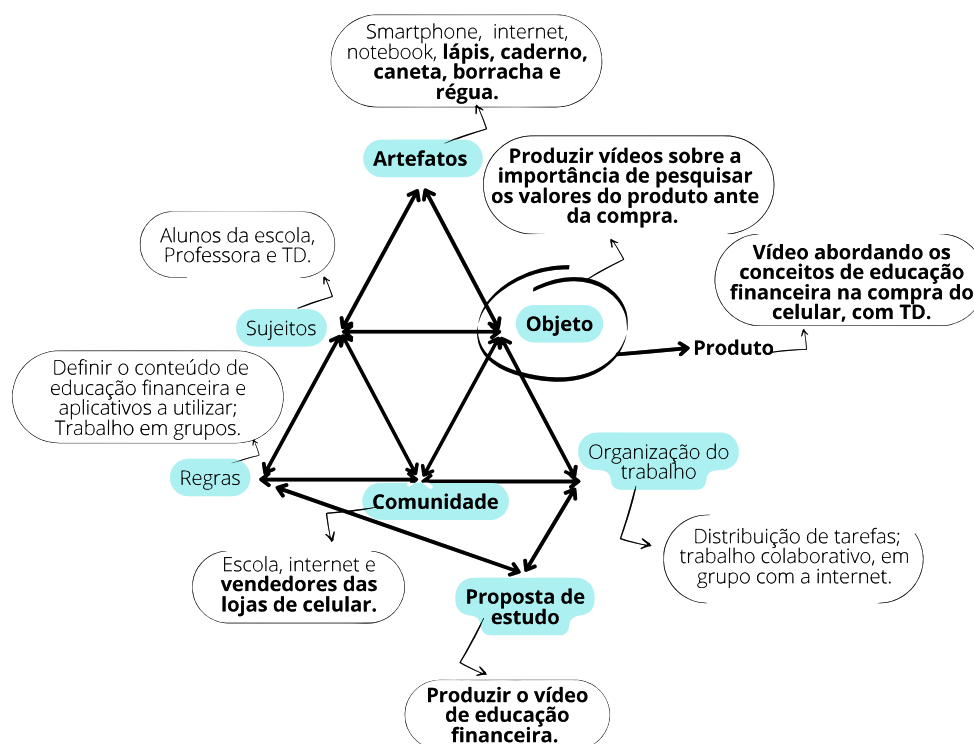 Smartphone, internet,
notebook, lápis, caderno,
caneta, borracha e
régua.
Artefatos
Produzir vídeos sobre a
importância de pesquisar
os valores do produto ante
da compra.
Alunos da escola,
Professora e TD.
Vídeo abordando os
conceitos de educação
financeira na compra do
celular, com TD.
Sujeitos
Objeto
Produto
Definir o conteúdo de
educação financeira e
aplicativos a utilizar;
Trabalho em grupos.
Regras
Comunidade
Organização do
trabalho
Escola, internet e
vendedores das
lojas de celular.
Distribuição de tarefas;
trabalho colaborativo, em
grupo com a internet.
Proposta de
estudo
Produzir o vídeo
de educação
financeira.